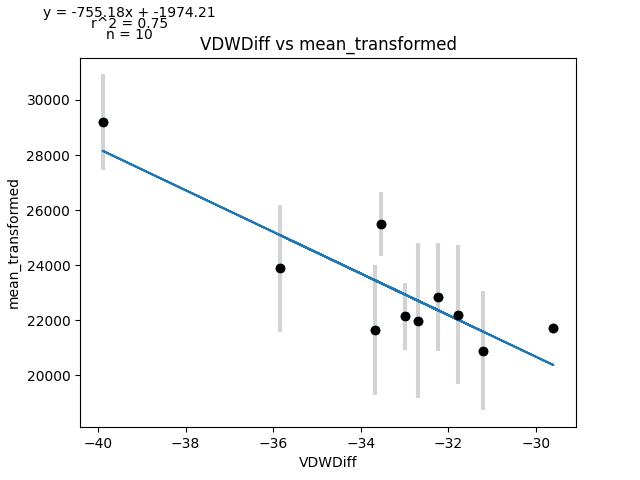 y = -755.18x + -1974.21
r^2 = 0.75
n = 10
VDWDiff vs mean_transformed
mean_transformed
30000
28000
26000
24000
22000
20000
−40
−38
−36
−34
−32
−30
VDWDiff